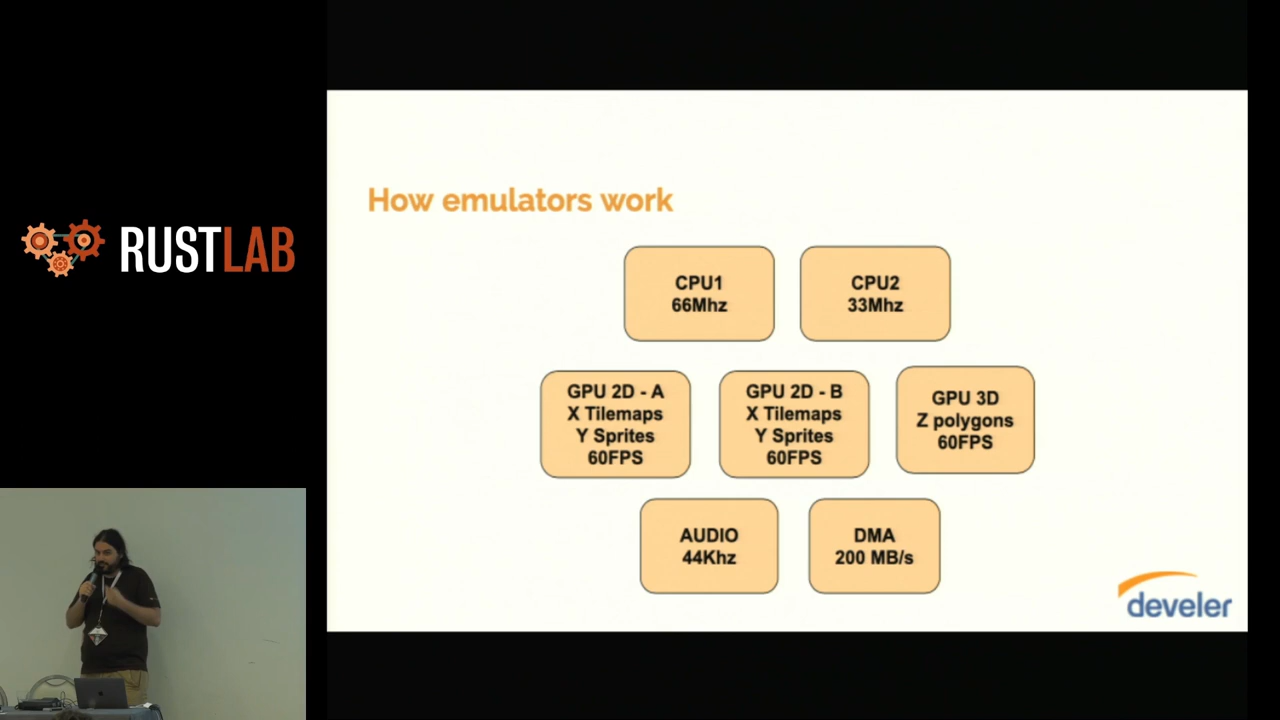 RUSTLAB
How emulators work
CPU1
66Mhz
CPU2
33Mhz
GPU 2D - A
X Tilemaps
Y Sprites
60FPS
GPU 2D - B
X Tilemaps
Y Sprites
60FPS
GPU 3D
Z polygons
60FPS
AUDIO
44Khz
DMA
200 MB/s
develer